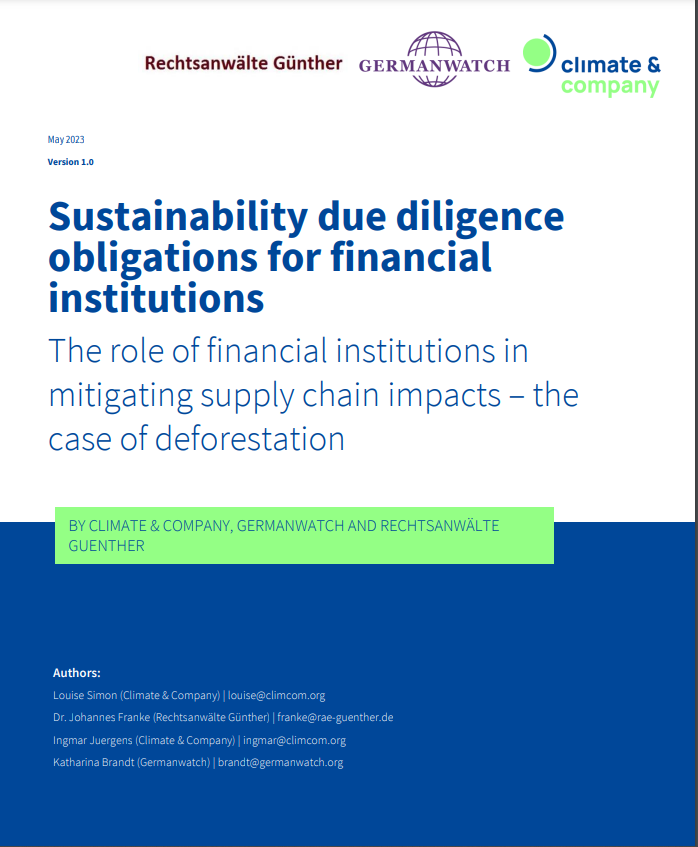 Rechtsanwälte Günther
GERMANWATCH
climate &
company
May 2023
Version 1.0
Sustainability due diligence
obligations for financial
institutions
The role of financial institutions in
mitigating supply chain impacts – the
case of deforestation
BY CLIMATE & COMPANY, GERMANWATCH AND RECHTSANWÄLTE
GUENTHER
Authors:
Louise Simon (Climate & Company) | louise@climcom.org
Dr. Johannes Franke (Rechtsanwälte Günther) | franke@rae-guenther.de
Ingmar Juergens (Climate & Company) | ingmar@climcom.org
Katharina Brandt (Germanwatch) | brandt@germanwatch.org